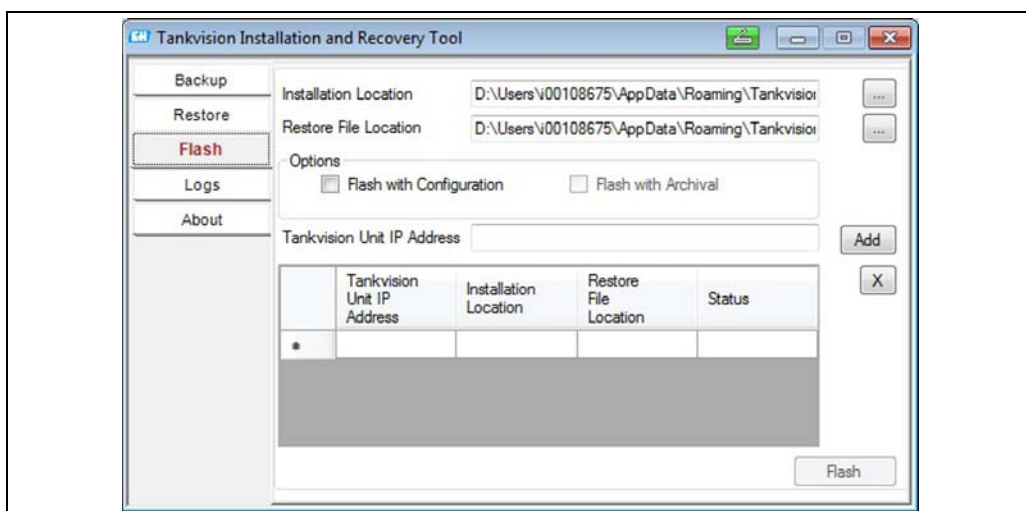 Tankvision Installation and Recovery Tool
Backup
Restore
Flash
Logs
About
Installation Location D:\Users\i00108675\AppData\Roaming\Tankvision
...
Restore File Location D:\Users\i00108675\AppData\Roaming\Tankvision
...
Options
Flash with Configuration Flash with Archival
Tankvision Unit IP Address
Add
X
Tankvision Unit IP Address
Installation Location
Restore File Location
Status
*
Flash